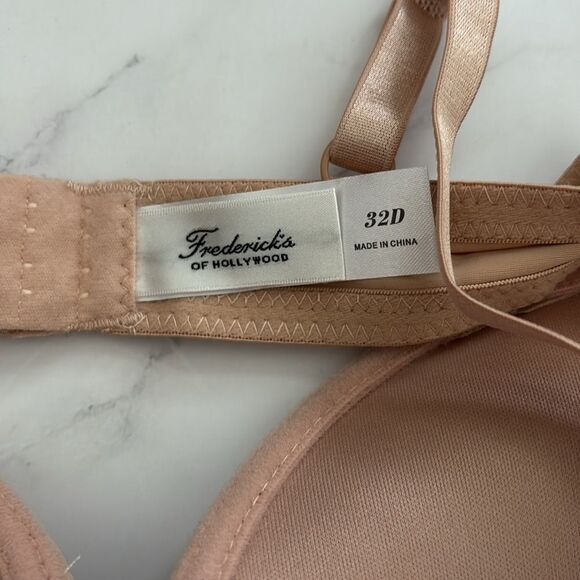 Frederick's
OF HOLLYWOOD
32D
MADE IN CHINA